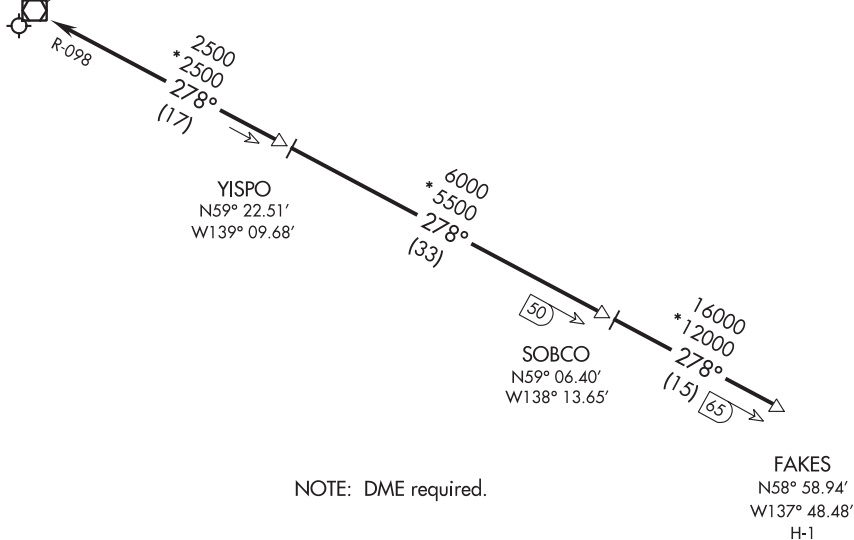 R-098
2500
*2500
278°
(17)
YISPO
N59° 22.51′
W139° 09.68′
6000
*5500
278°
(33)
50
SOBCO
N59° 06.40′
W138° 13.65′
16000
*12000
278°
(15)
65
FAKES
N58° 58.94′
W137° 48.48′
H-1
NOTE: DME required.